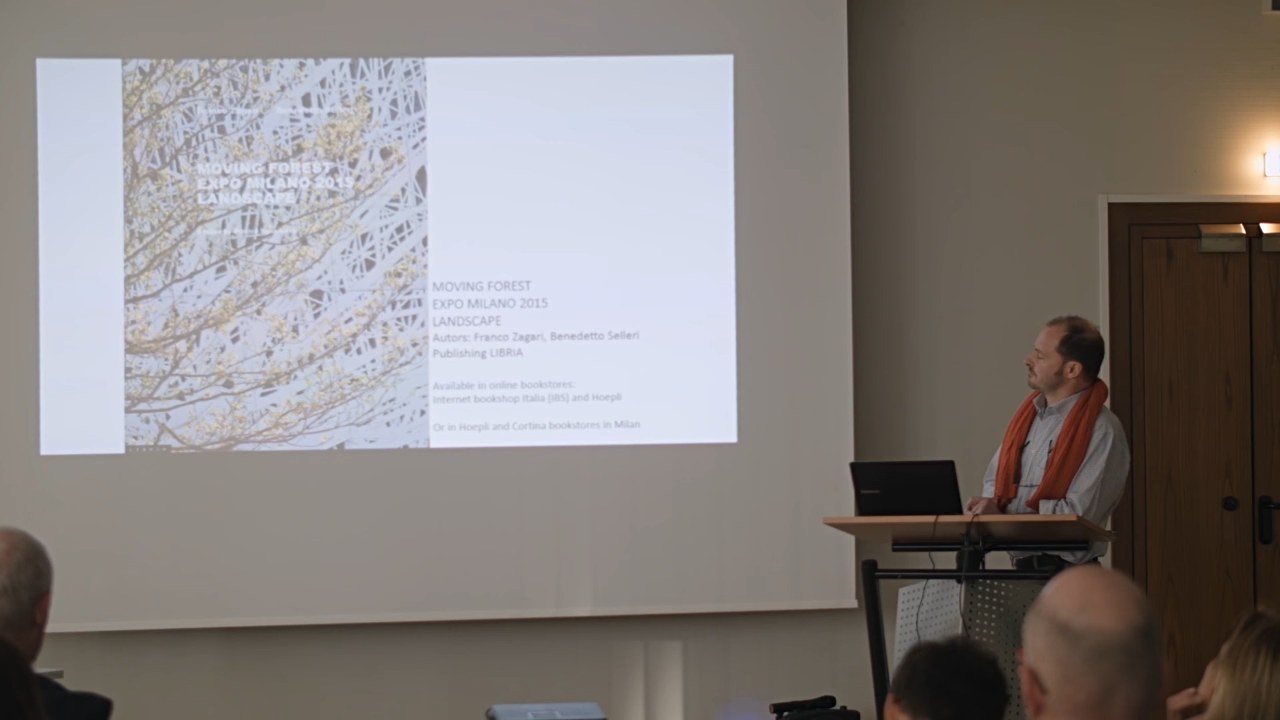 MOVING FOREST
EXPO MILANO 2015
LANDSCAPE
MOVING FOREST
EXPO MILANO 2015
LANDSCAPE
Autors: Franco Zagari, Benedetto Selleri
Publishing LIBRIA
Available in online bookstores:
Internet bookshop Italia (IBS) and Hoepli
Or in Hoepli and Cortina bookstores in Milan